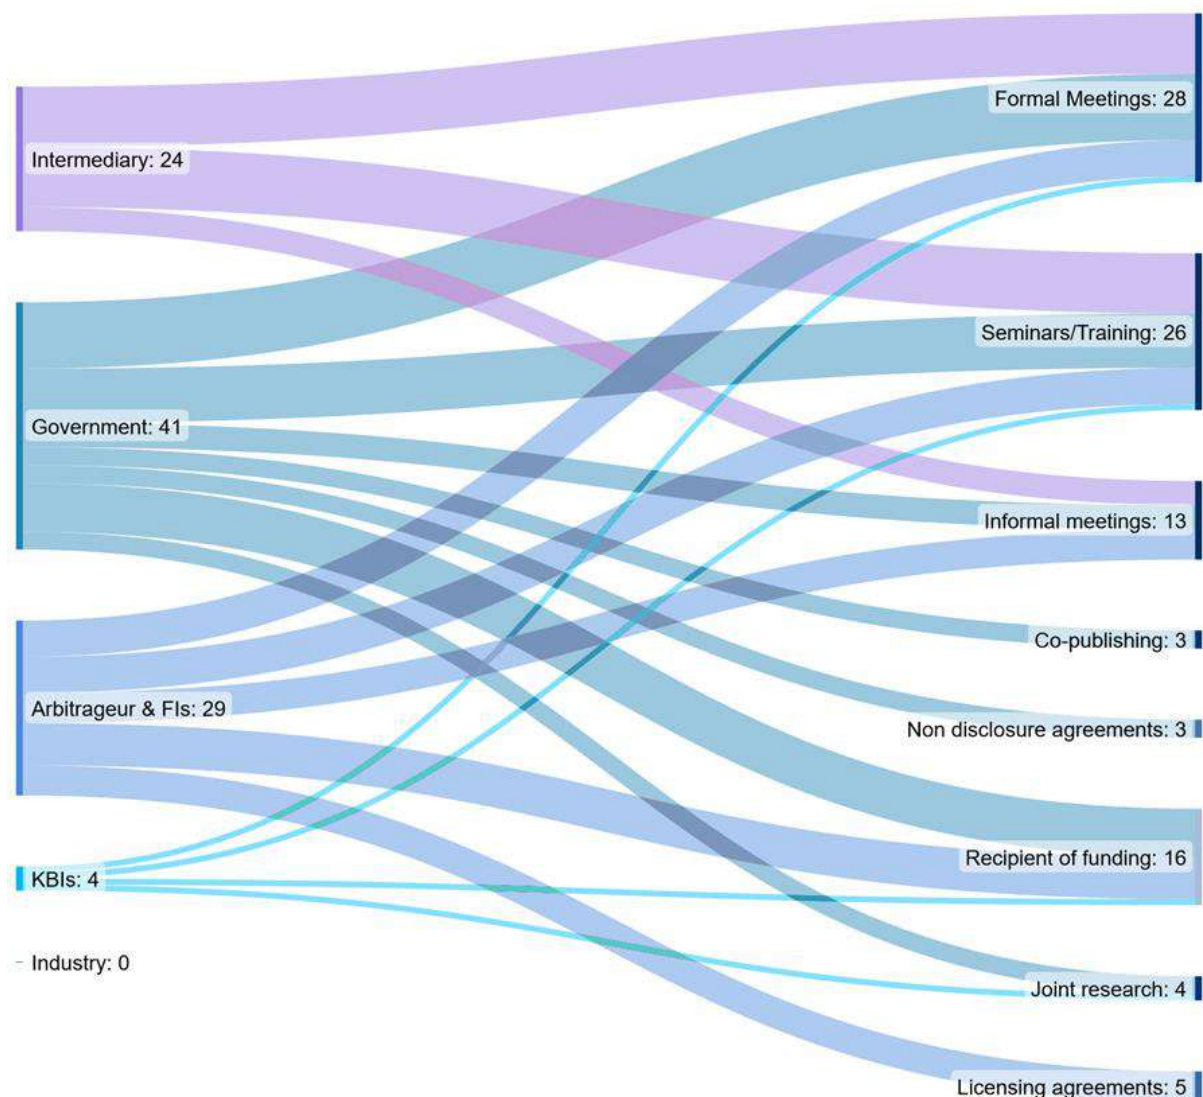 Intermediary: 24
Government: 41
Arbitrageur & FIs: 29
KBIs: 4
Industry: 0
Formal Meetings: 28
Seminars/Training: 26
Informal meetings: 13
Co-publishing: 3
Non disclosure agreements: 3
Recipient of funding: 16
Joint research: 4
Licensing agreements: 5